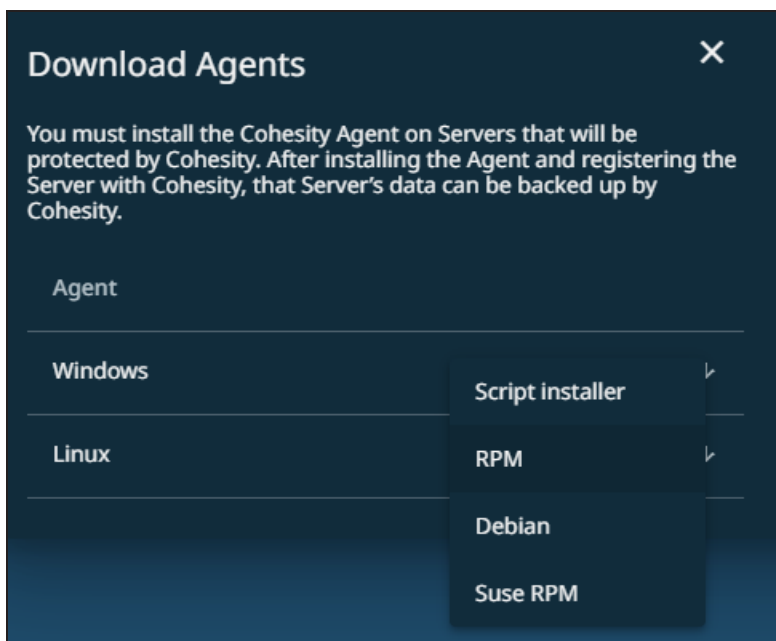 Download Agents
You must install the Cohesity Agent on Servers that will be
protected by Cohesity. After installing the Agent and registering the
Server with Cohesity, that Server's data can be backed up by
Cohesity.
Agent
Windows
Script installer
Linux
RPM
Debian
Suse RPM